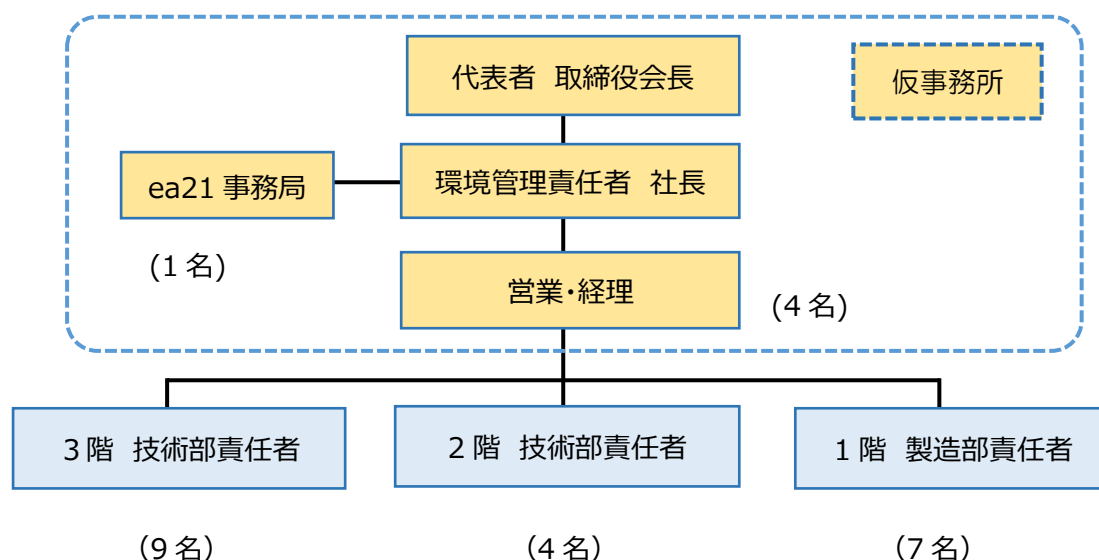 代表者 取締役会長
仮事務所
ea21 事務局
環境管理責任者 社長
(1 名)
営業・経理
(4 名)
3 階 技術部責任者
2 階 技術部責任者
1 階 製造部責任者
(9 名)
(4 名)
(7 名)